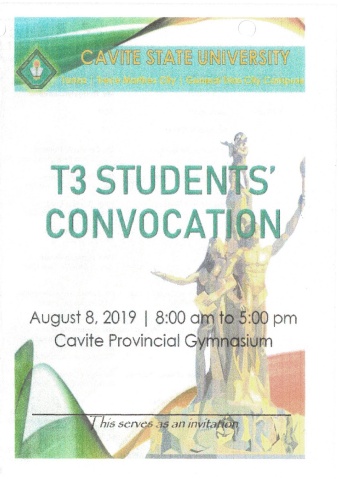 CAVITE STATE UNIVERSITY
T3 STUDENTS'
CONVOCATION
August 8, 2019 | 8:00 am to 5:00 pm
Cavite Provincial Gymnasium
This serves as an invitation